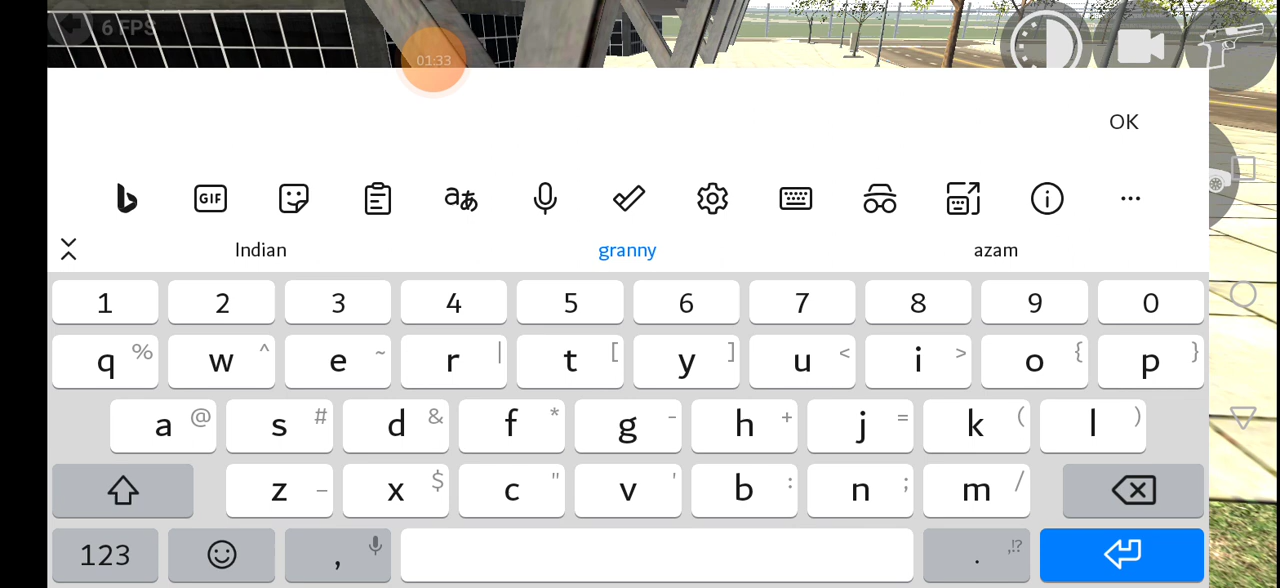 6 FPS
01:33
OK
GIF
aあ
Indian granny azam
1 2 3 4 5 6 7 8 9 0
q % w ^ e ~ r | t [ y ] u < i > o { p }
a @ s # d & f * g - h + j = k ( l )
z _ x $ c " v ' b : n ; m /
123 , . ,!?